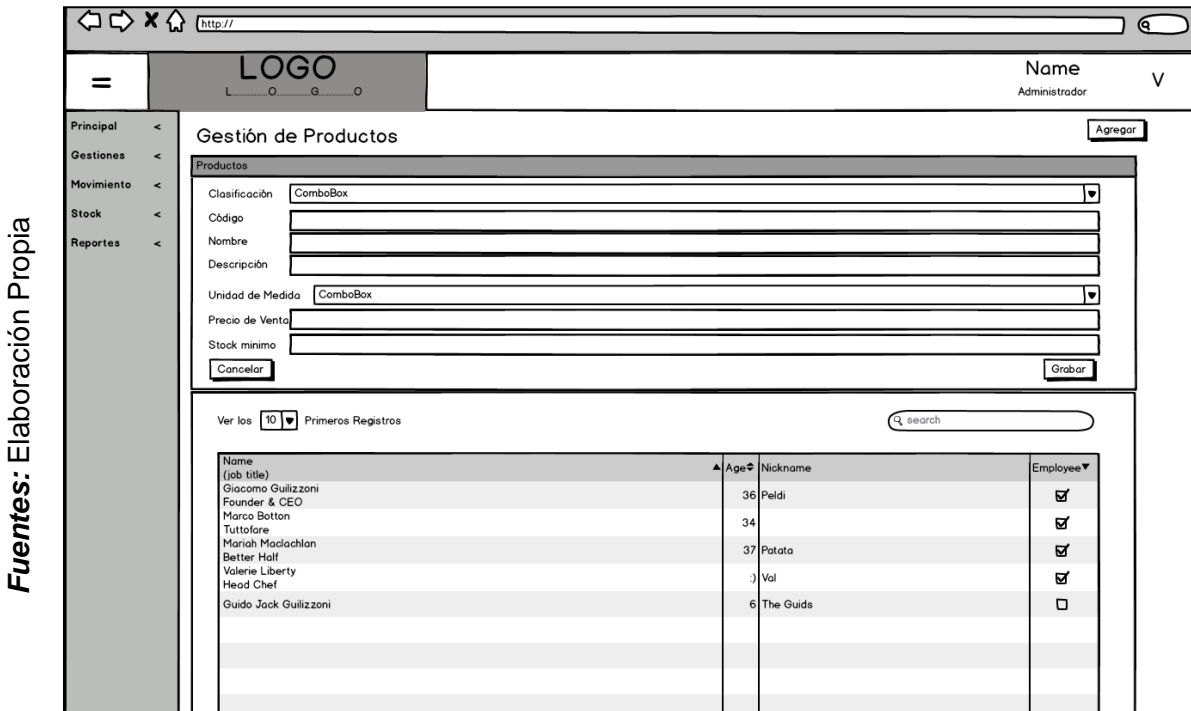 http://
=
LOGO
L.............O.............G.............O
Name
Administrador
V
Principal <
Gestiones <
Movimiento <
Stock <
Reportes <
Gestión de Productos
Agregar
Productos
Clasificación ComboBox
Código
Nombre
Descripción
Unidad de Medida ComboBox
Precio de Venta
Stock minimo
Cancelar Grabar
Ver los 10 Primeros Registros search
Name
(job title) Age Nickname Employee
Giacomo Guilizzoni
Founder & CEO 36 Peldi
Marco Botton
Tuttofare 34
Mariah Maclachlan
Better Half 37 Patata
Valerie Liberty
Head Chef :) Val
Guido Jack Guilizzoni 6 The Guids
Fuentes: Elaboración Propia